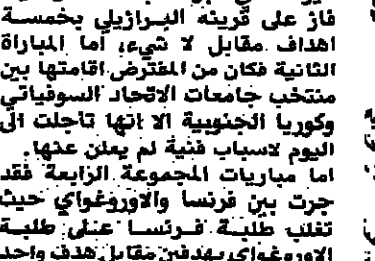 فاز على قرينه البرازيلي بخمسة
اهداف مقابل لا شيء، أما المباراة
الثانية فكان من المفترض اقامتها بين
منتخب جامعات الاتحاد السوفياتي
وكوريا الجنوبية الا انها تأجلت الى
اليوم لاسباب فنية لم يعلن عنها.
اما مباريات المجموعة الرابعة فقد
جرت بين فرنسا والاوروغواي حيث
تغلب طلبة فرنسا على طلبة
الاوروغواي بهدفين مقابل هدف واحد